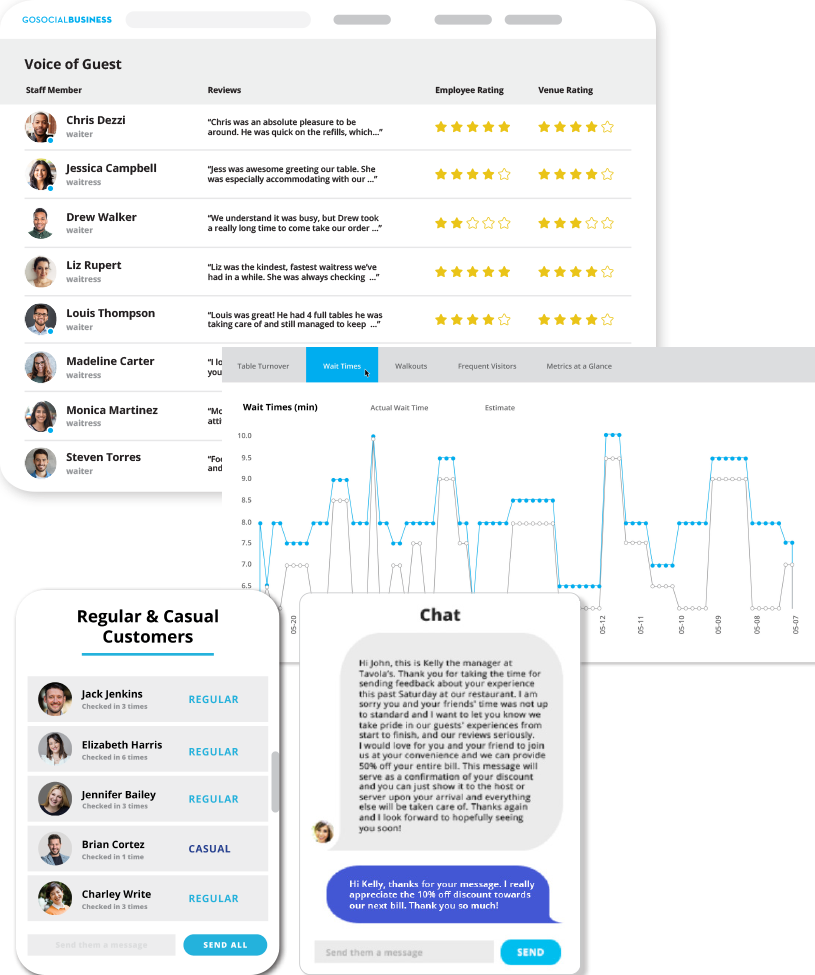 GOSOCIALBUSINESS
Voice of Guest
Staff Member
Reviews
Employee Rating
Venue Rating
Chris Dezzi
waiter
“Chris was an absolute pleasure to be
around. He was quick on the refills, which...”
Jessica Campbell
waitress
“Jess was awesome greeting our table. She
was especially accommodating with our ...”
Drew Walker
waiter
“We understand it was busy, but Drew took
a really long time to come take our order ...”
Liz Rupert
waitress
“Liz was the kindest, fastest waitress we’ve
had in a while. She was always checking ...”
Louis Thompson
waiter
“Louis was great! He had 4 full tables he was
taking care of and still managed to keep ...”
Madeline Carter
waitress
“I lo
you
Monica Martinez
waitress
“Mo
atti
Steven Torres
waiter
“Foo
and
Table Turnover
Wait Times
Walkouts
Frequent Visitors
Metrics at a Glance
Wait Times (min)
Actual Wait Time
Estimate
10.0
9.5
9.0
8.5
8.0
7.5
7.0
6.5
05-20
05-12
05-11
05-10
05-09
05-08
05-07
Regular & Casual
Customers
Jack Jenkins
Checked in 3 times
REGULAR
Elizabeth Harris
Checked in 6 times
REGULAR
Jennifer Bailey
Checked in 3 times
REGULAR
Brian Cortez
Checked in 1 time
CASUAL
Charley Write
Checked in 3 times
REGULAR
Send them a message
SEND ALL
Chat
Hi John, this is Kelly the manager at
Tavola's. Thank you for taking the time for
sending feedback about your experience
this past Saturday at our restaurant. I am
sorry you and your friends' time was not up
to standard and I want to let you know we
take pride in our guests' experiences from
start to finish, and our reviews seriously.
I would love for you and your friend to join
us at your convenience and we can provide
50% off your entire bill. This message will
serve as a confirmation of your discount
and you can just show it to the host or
server upon your arrival and everything
else will be taken care of. Thanks again
and I look forward to hopefully seeing
you soon!
Hi Kelly, thanks for your message. I really
appreciate the 10% off discount towards
our next bill. Thank you so much!
Send them a message
SEND